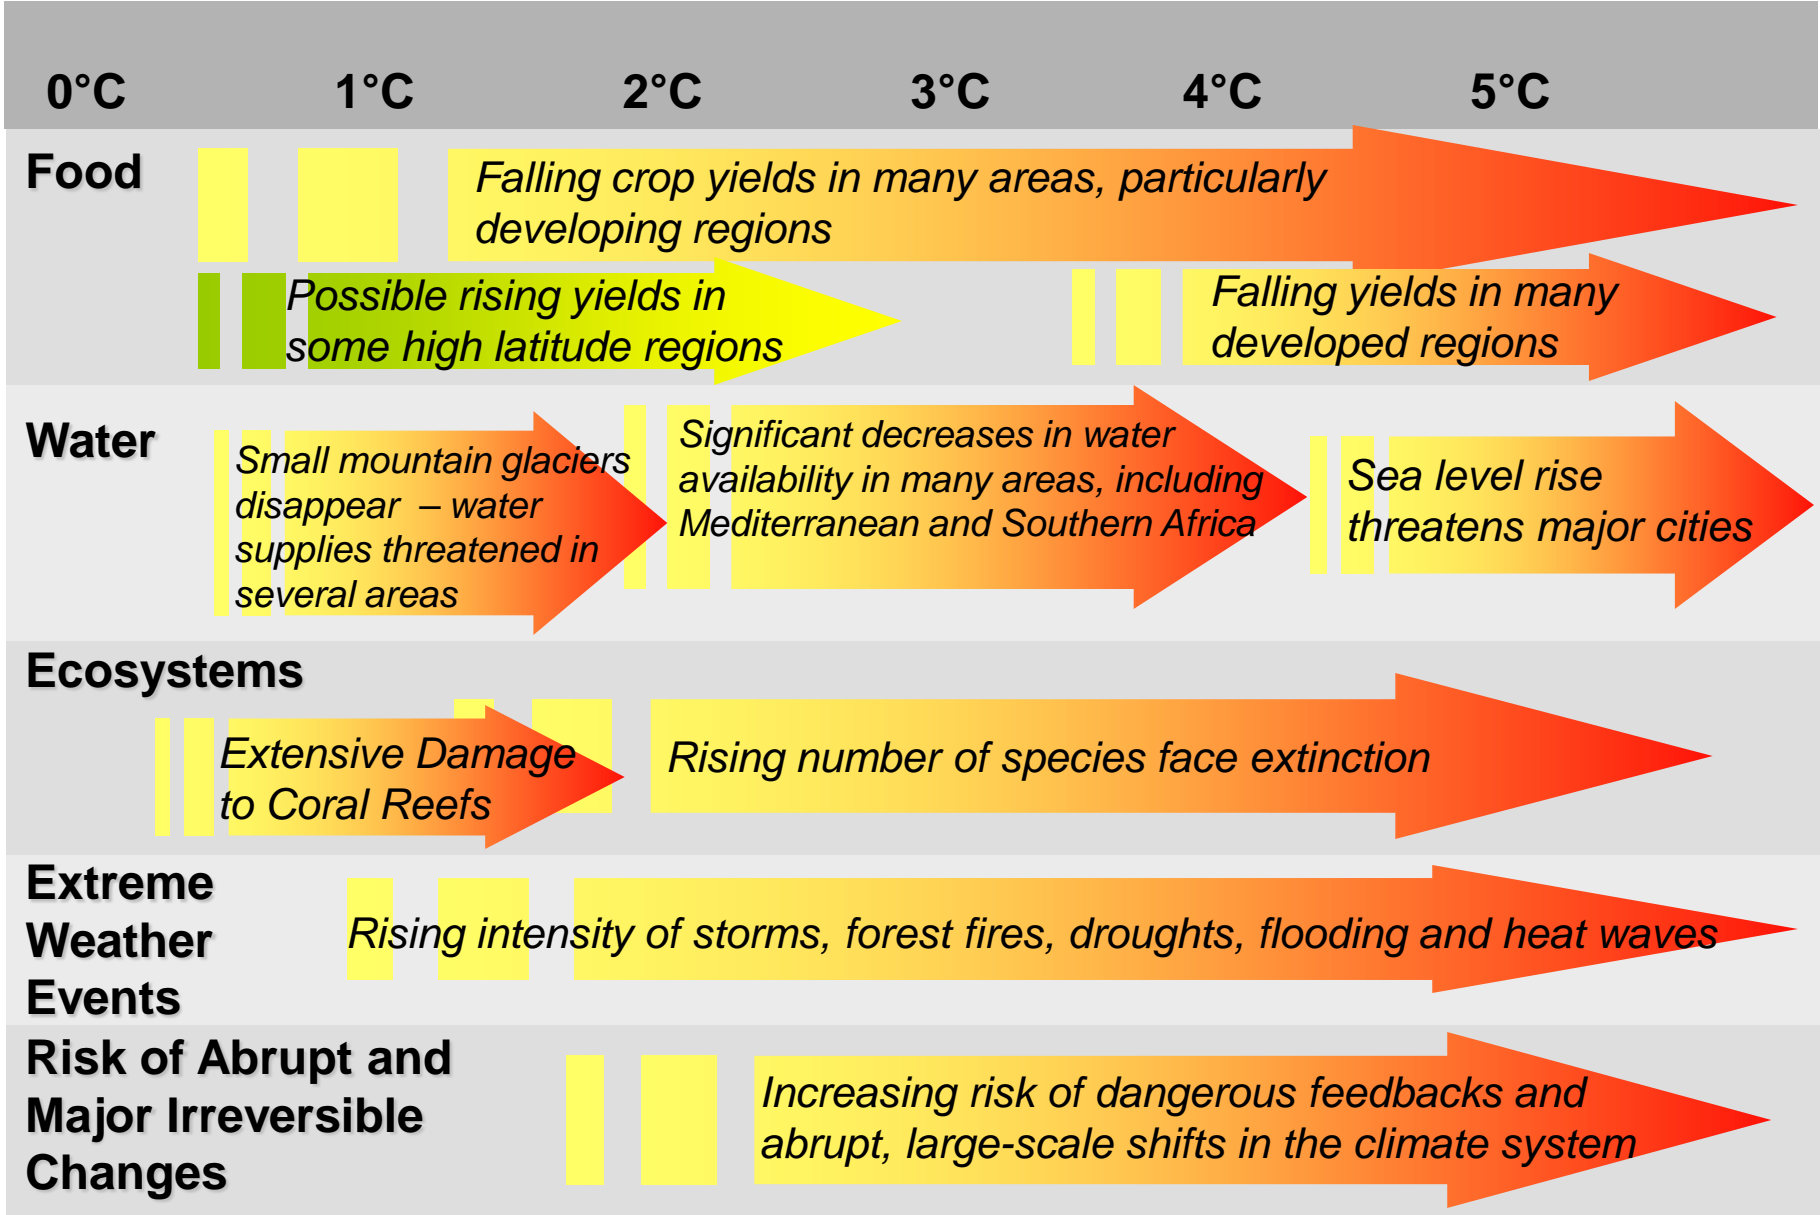 0°C 1°C 2°C 3°C 4°C 5°C
Food
Falling crop yields in many areas, particularly
developing regions
Possible rising yields in
some high latitude regions
Falling yields in many
developed regions
Water
Small mountain glaciers
disappear – water
supplies threatened in
several areas
Significant decreases in water
availability in many areas, including
Mediterranean and Southern Africa
Sea level rise
threatens major cities
Ecosystems
Extensive Damage
to Coral Reefs
Rising number of species face extinction
Extreme
Weather
Events
Rising intensity of storms, forest fires, droughts, flooding and heat waves
Risk of Abrupt and
Major Irreversible
Changes
Increasing risk of dangerous feedbacks and
abrupt, large-scale shifts in the climate system